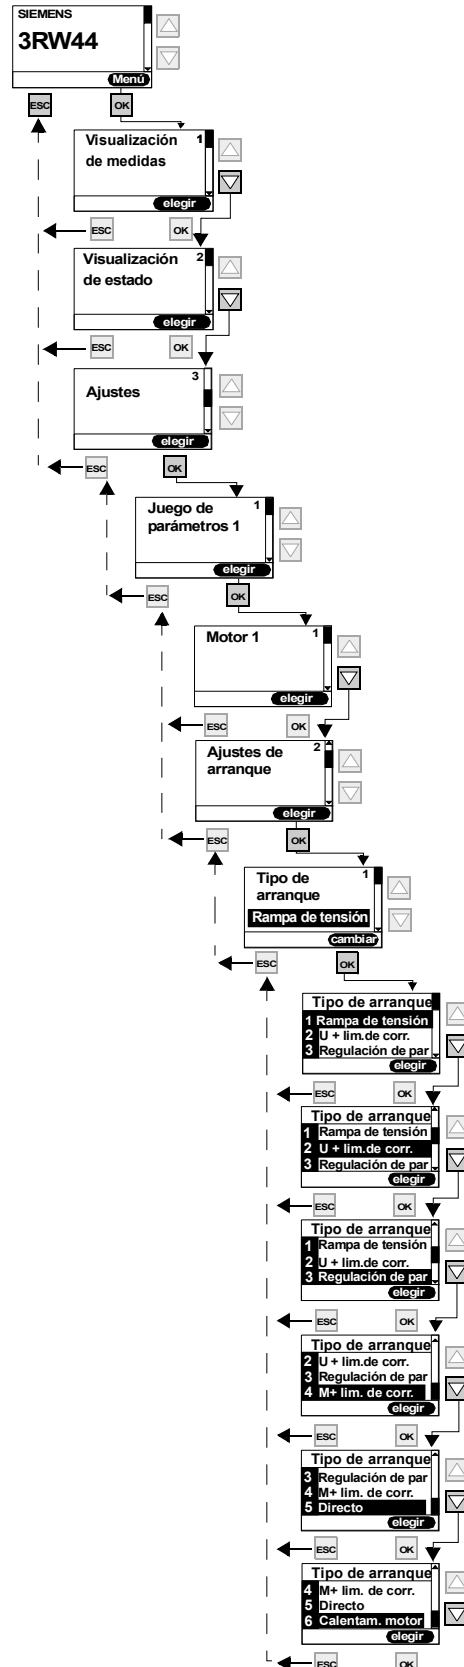 SIEMENS
3RW44
Menú
ESC
OK
Visualización 1
de medidas
elegir
ESC
OK
Visualización 2
de estado
elegir
ESC
OK
3
Ajustes
elegir
ESC
OK
Juego de 1
parámetros 1
elegir
ESC
OK
Motor 1 1
elegir
ESC
OK
Ajustes de 2
arranque
elegir
ESC
OK
Tipo de 1
arranque
Rampa de tensión
cambiar
ESC
OK
Tipo de arranque
1 Rampa de tensión
2 U + lim.de corr.
3 Regulación de par
elegir
ESC
OK
Tipo de arranque
1 Rampa de tensión
2 U + lim.de corr.
3 Regulación de par
elegir
ESC
OK
Tipo de arranque
1 Rampa de tensión
2 U + lim.de corr.
3 Regulación de par
elegir
ESC
OK
Tipo de arranque
2 U + lim.de corr.
3 Regulación de par
4 M+ lim. de corr.
elegir
ESC
OK
Tipo de arranque
3 Regulación de par
4 M+ lim. de corr.
5 Directo
elegir
ESC
OK
Tipo de arranque
4 M+ lim. de corr.
5 Directo
6 Calentam. motor
elegir
ESC
OK